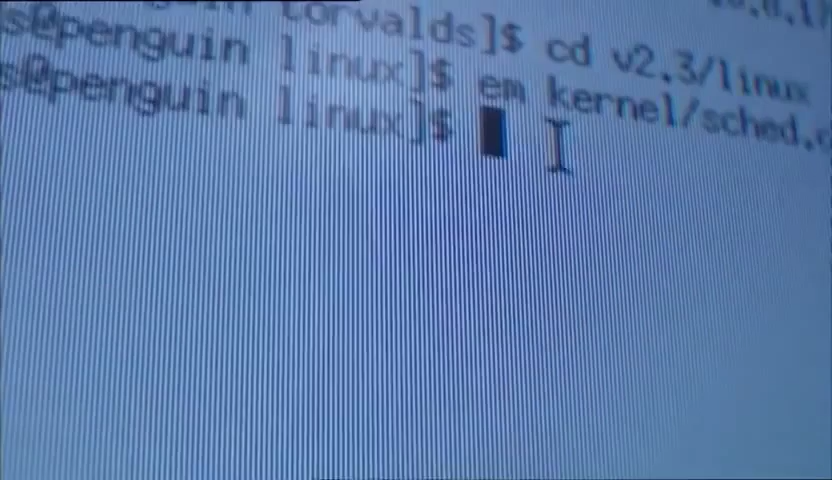 torvalds]$ cd v2.3/linux
s@penguin linux]$ em kernel/sched.c
s@penguin linux]$